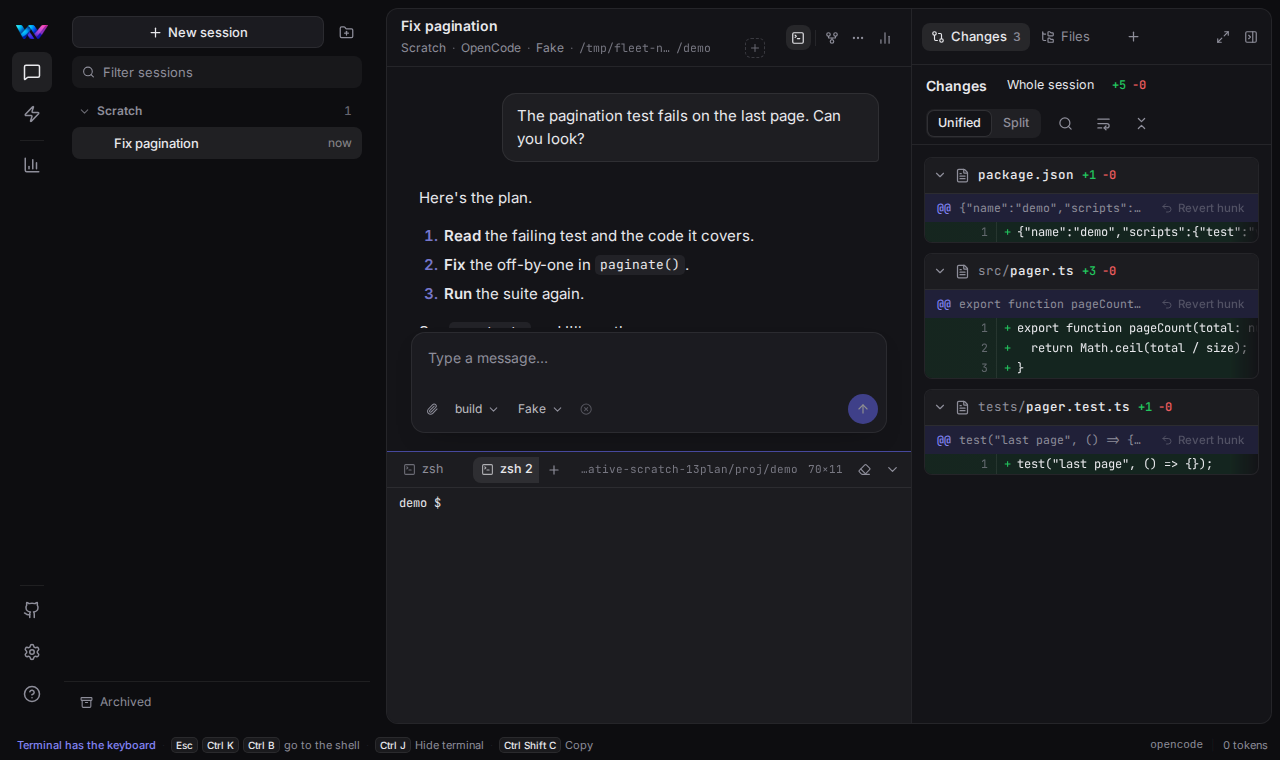 New session
Filter sessions
Scratch 1
Fix pagination now
Archived
Fix pagination
Scratch · OpenCode · Fake · /tmp/fleet-n… /demo
The pagination test fails on the last page. Can
you look?
Here's the plan.
1. Read the failing test and the code it covers.
2. Fix the off-by-one in paginate().
3. Run the suite again.
Type a message...
build Fake
zsh zsh 2 …ative-scratch-13plan/proj/demo 70×11
demo $
Changes 3 Files
Changes Whole session +5 -0
Unified Split
package.json +1 -0
@@ {"name":"demo","scripts":… Revert hunk
1 + {"name":"demo","scripts":{"test":"
src/pager.ts +3 -0
@@ export function pageCount… Revert hunk
1 + export function pageCount(total: n
2 + return Math.ceil(total / size);
3 + }
tests/pager.test.ts +1 -0
@@ test("last page", () => {… Revert hunk
1 + test("last page", () => {});
Terminal has the keyboard Esc Ctrl K Ctrl B go to the shell Ctrl J Hide terminal Ctrl Shift C Copy
opencode 0 tokens